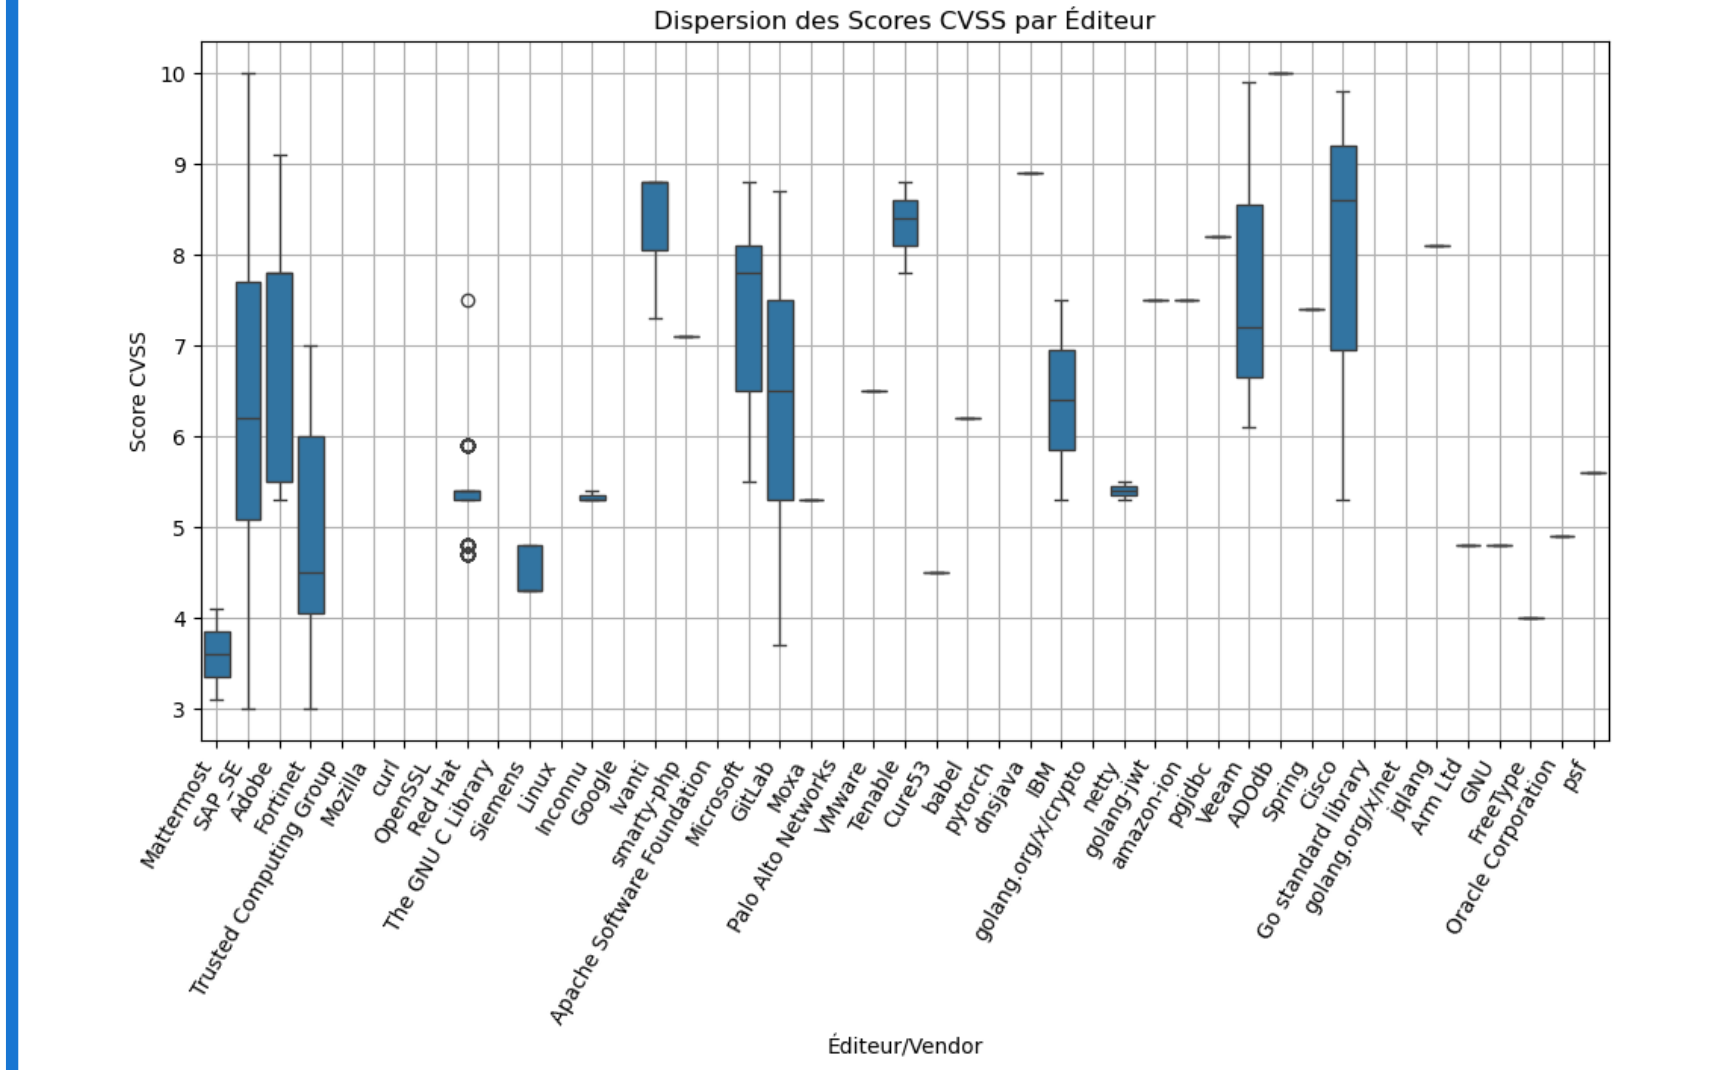 Dispersion des Scores CVSS par Éditeur
Score CVSS
10
9
8
7
6
5
4
3
Mattermost
SAP_SE
Adobe
Fortinet
Trusted Computing Group
Mozilla
curl
OpenSSL
Red Hat
The GNU C Library
Siemens
Linux
Inconnu
Google
Ivanti
smarty-php
Apache Software Foundation
Microsoft
GitLab
Moxa
Palo Alto Networks
VMware
Tenable
Cure53
babel
pytorch
dnsjava
IBM
golang.org/x/crypto
netty
golang-jwt
amazon-ion
pgjdbc
Veeam
ADOdb
Spring
Cisco
Go standard library
golang.org/x/net
jqlang
Arm Ltd
GNU
FreeType
Oracle Corporation
psf
Éditeur/Vendor